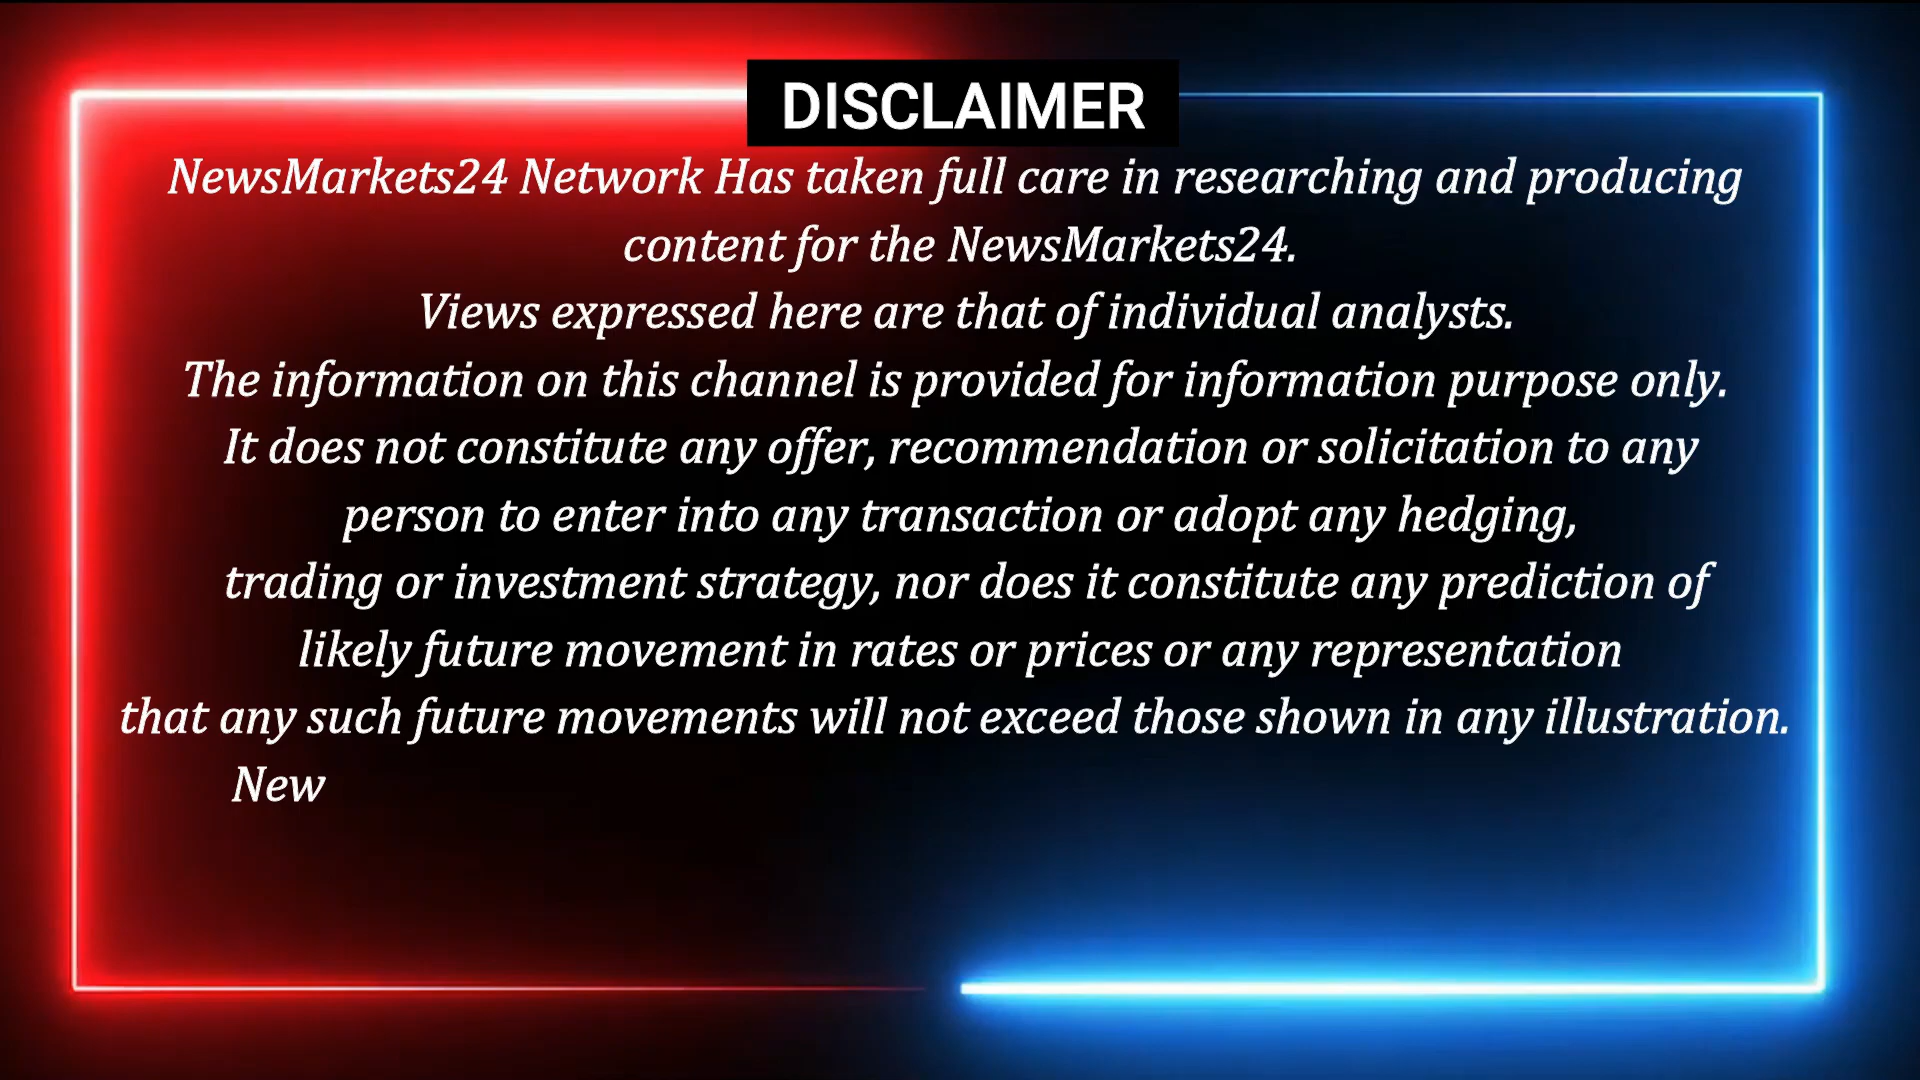 DISCLAIMER
NewsMarkets24 Network Has taken full care in researching and producing
content for the NewsMarkets24.
Views expressed here are that of individual analysts.
The information on this channel is provided for information purpose only.
It does not constitute any offer, recommendation or solicitation to any
person to enter into any transaction or adopt any hedging,
trading or investment strategy, nor does it constitute any prediction of
likely future movement in rates or prices or any representation
that any such future movements will not exceed those shown in any illustration.
New